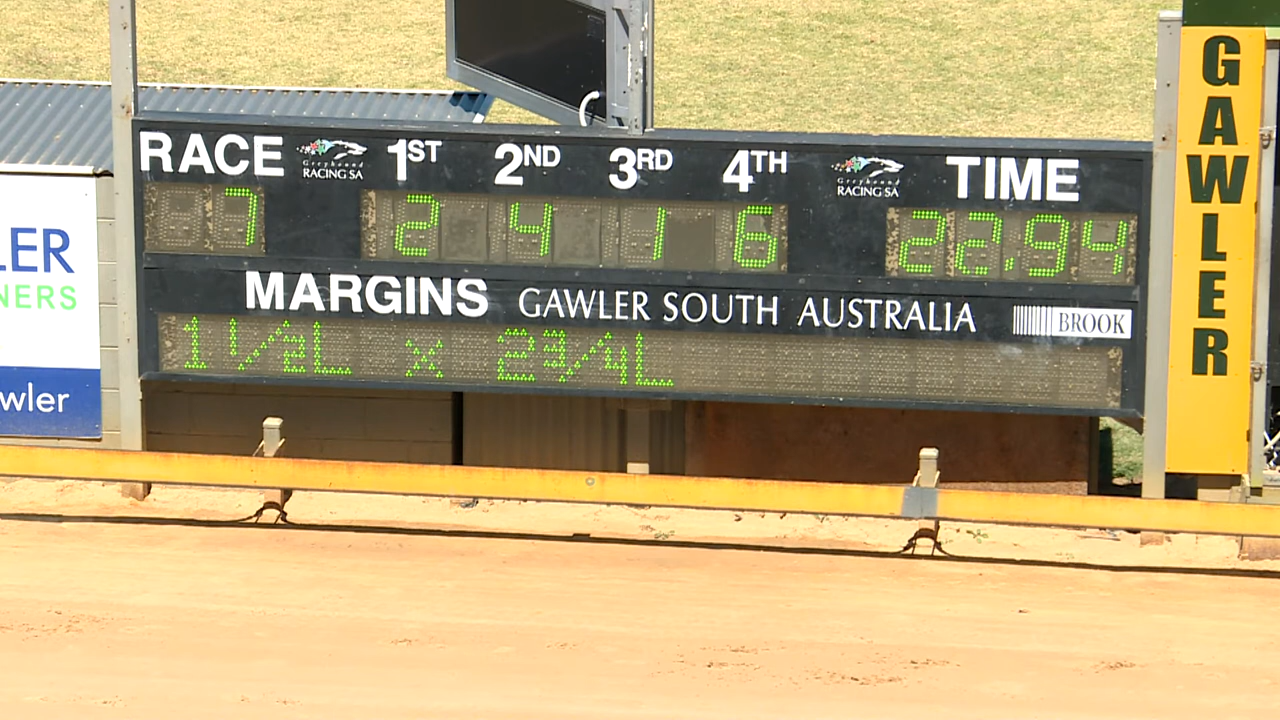 RACE
Greyhound
RACING SA
1ST 2ND 3RD 4TH
Greyhound
RACING SA
TIME
7 2 4 1 6 22.94
MARGINS GAWLER SOUTH AUSTRALIA BROOK
1 1/2L x 2 3/4L
GAWLER
LER
NERS
wler